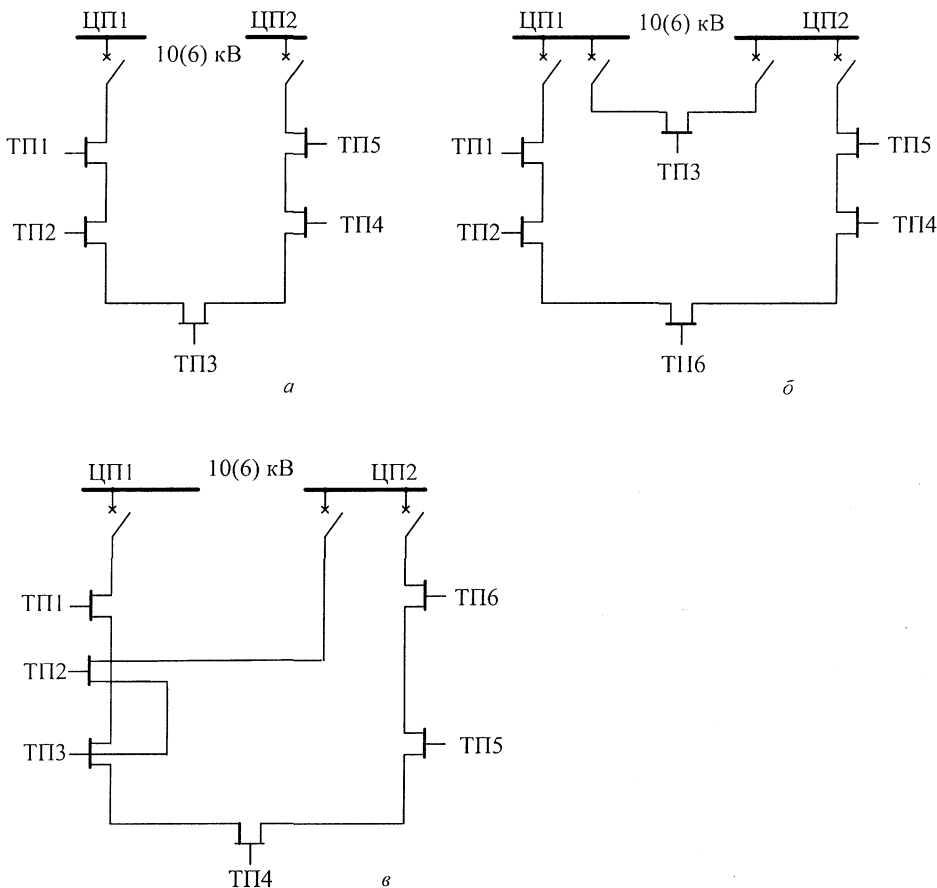 ЦП1 ЦП2
10(6) кВ
ТП1 ТП5
ТП2 ТП4
ТП3
а
ЦП1 10(6) кВ ЦП2
ТП1 ТП5
ТП3
ТП2 ТП4
ТП6
б
ЦП1 10(6) кВ ЦП2
ТП1 ТП6
ТП2
ТП3 ТП5
ТП4
в